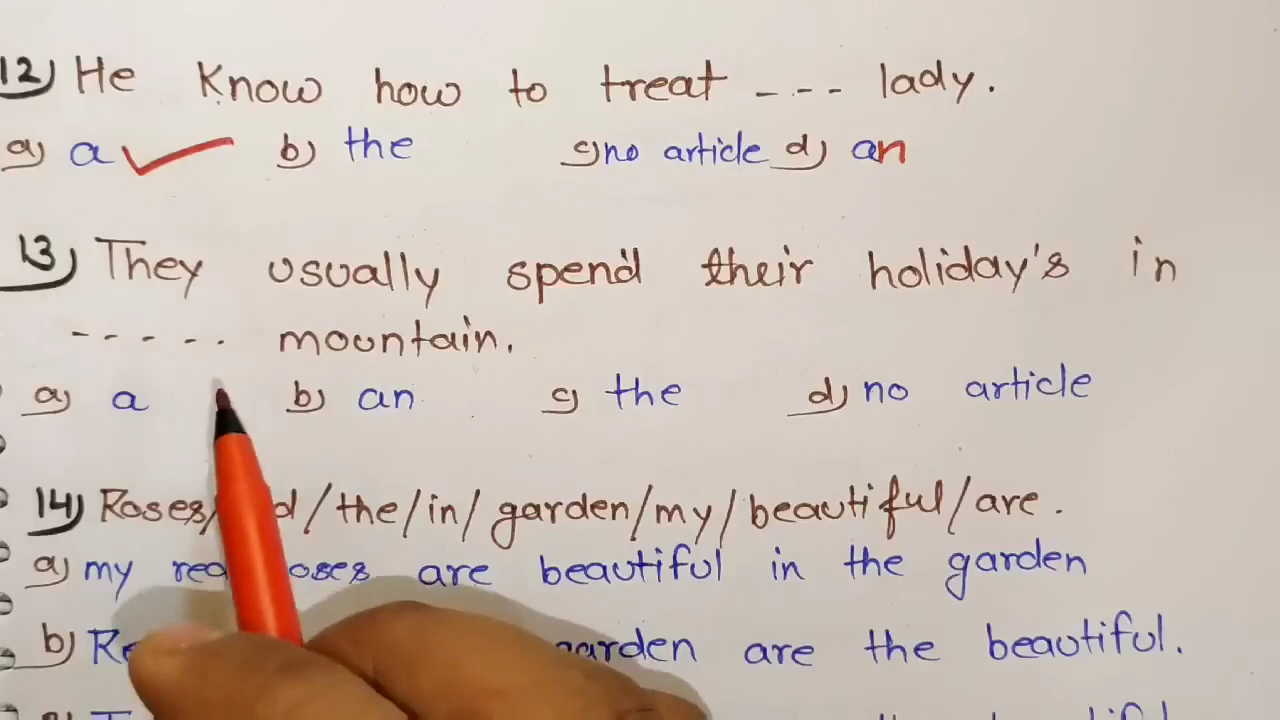 12) He Know how to treat --- lady.
a) a b) the c) no article d) an
13) They usually spend their holiday's in
----- mountain.
a) a b) an c) the d) no article
14) Roses/ /the/in/garden/my/beautiful/are.
a) my are beautiful in the garden
b) garden are the beautiful.